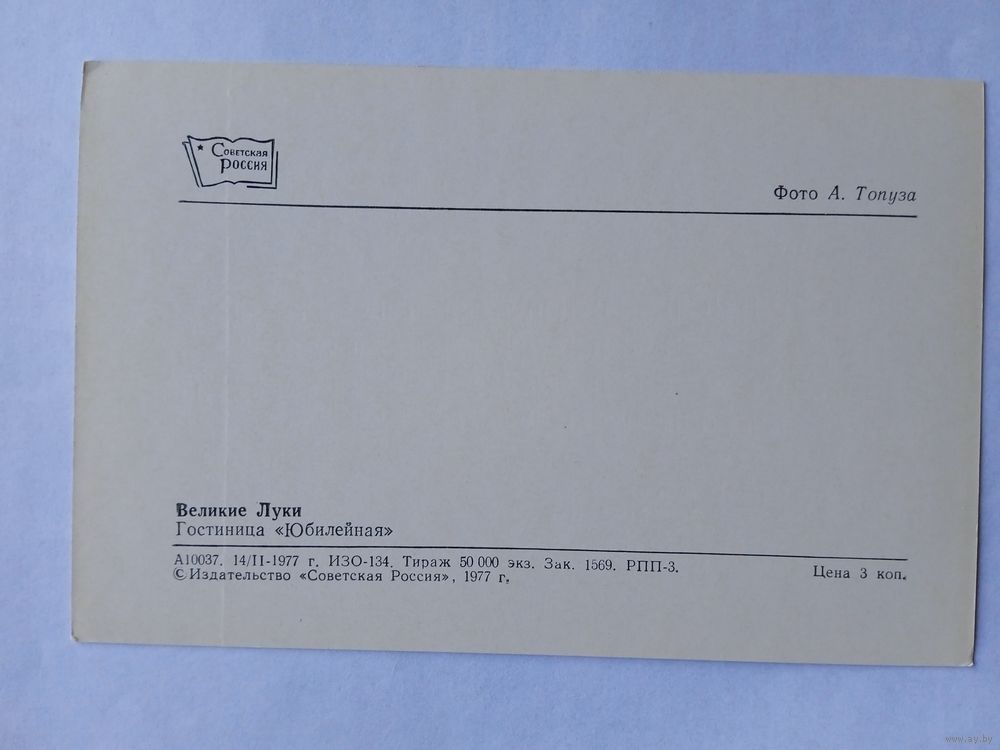 ★ Советская
Россия
Фото А. Топуза
Великие Луки
Гостиница «Юбилейная»
А10037. 14/II-1977 г. ИЗО-134. Тираж 50 000 экз. Зак. 1569. РПП-3.
© Издательство «Советская Россия», 1977 г.
Цена 3 коп.
www.ay.by